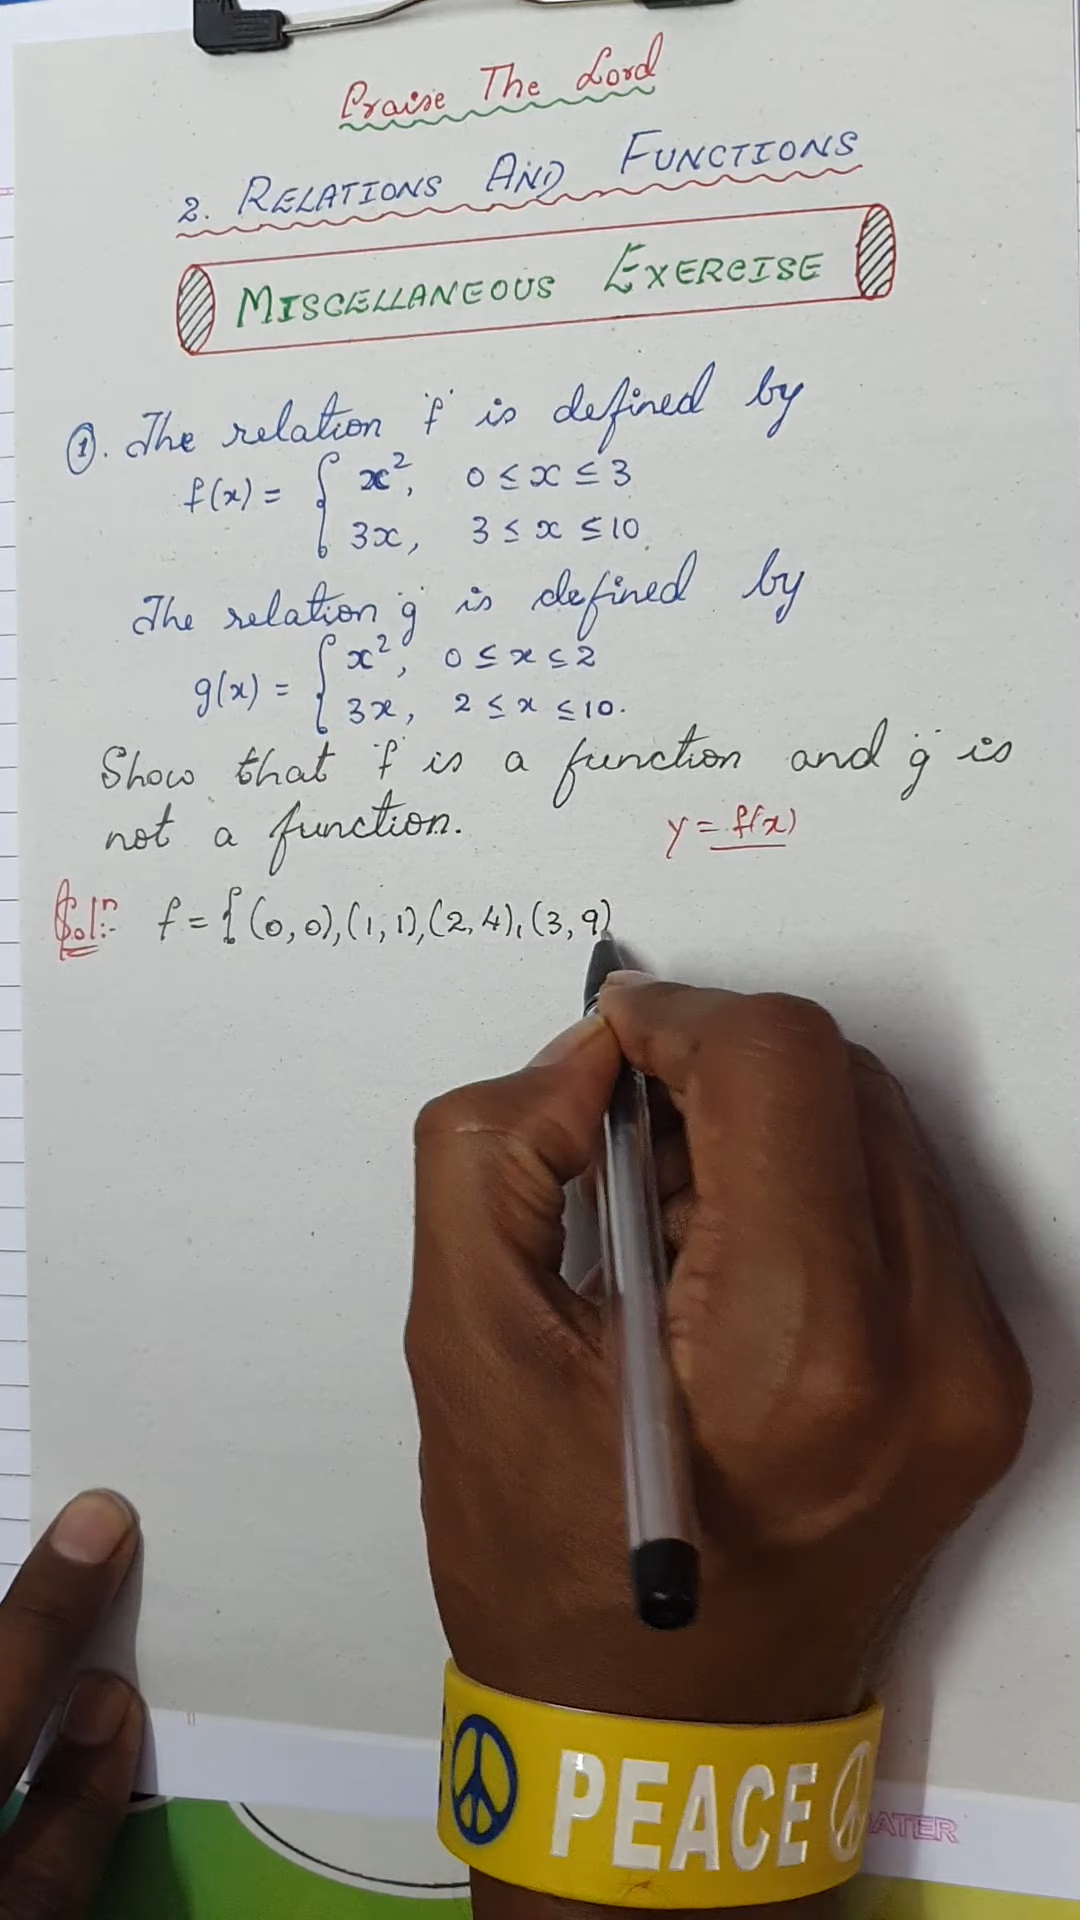 Praise The Lord
2. RELATIONS AND FUNCTIONS
MISCELLANEOUS EXERCISE
①. The relation 'f' is defined by
f(x) = { x², 0 ≤ x ≤ 3
3x, 3 ≤ x ≤ 10.
The relation 'g' is defined by
g(x) = { x², 0 ≤ x ≤ 2
3x, 2 ≤ x ≤ 10.
Show that 'f' is a function and 'g' is
not a function.
y = f(x)
Solⁿ:- f = { (0, 0), (1, 1), (2, 4), (3, 9)
PEACE